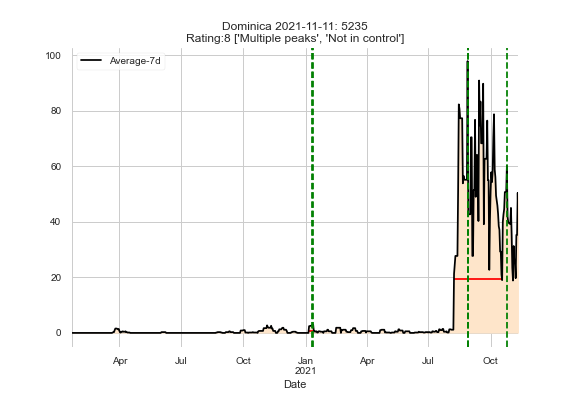 Dominica 2021-11-11: 5235
Rating:8 ['Multiple peaks', 'Not in control']
Average-7d
100
80
60
40
20
0
Apr
Jul
Oct
Jan
2021
Apr
Jul
Oct
Date